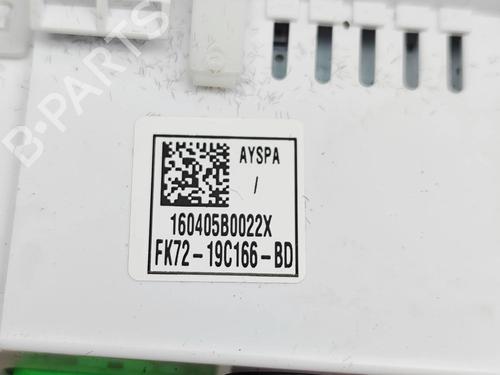 B-PARTS
AYSPA
/
160405B0022X
FK72-19C166-BD